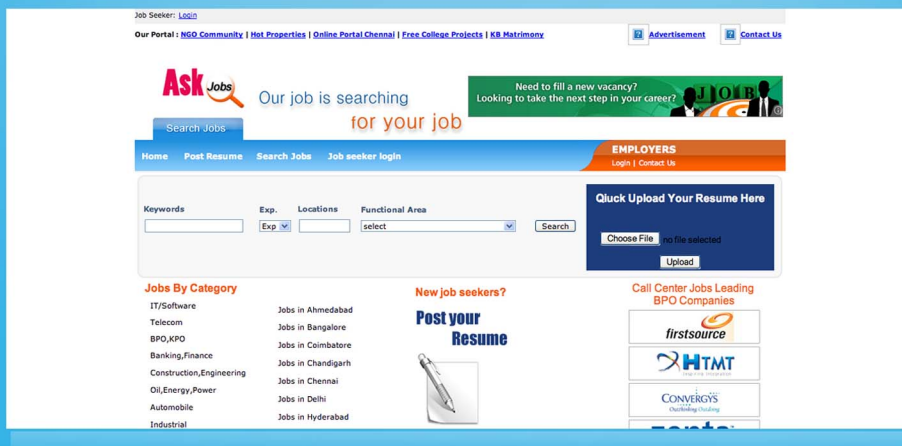 Job Seeker: Login
Our Portal : NGO Community | Hot Properties | Online Portal Chennai | Free College Projects | KB Matrimony
Advertisement
Contact Us
Ask Jobs
Our job is searching
for your job
Need to fill a new vacancy?
Looking to take the next step in your career?
JOB
Search Jobs
Home Post Resume Search Jobs Job seeker login
EMPLOYERS
Login | Contact Us
Qluck Upload Your Resume Here
Keywords Exp. Locations Functional Area
Exp select Search
Choose File no file selected
Upload
Jobs By Category
IT/Software
Telecom
BPO,KPO
Banking,Finance
Construction,Engineering
Oil,Energy,Power
Automobile
Industrial
Jobs in Ahmedabad
Jobs in Bangalore
Jobs in Coimbatore
Jobs in Chandigarh
Jobs in Chennai
Jobs in Delhi
Jobs in Hyderabad
New job seekers?
Post your
Resume
Call Center Jobs Leading
BPO Companies
firstsource
HTMT
CONVERGYS
Outthinking Outdoing